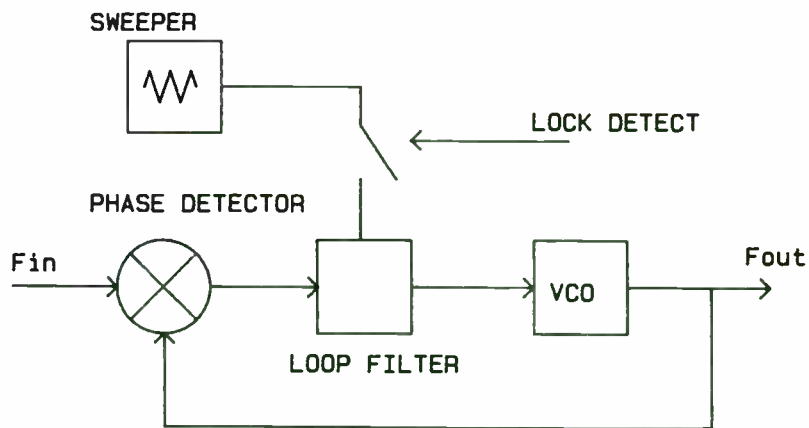 SWEEPER
LOCK DETECT
PHASE DETECTOR
Fin
Fout
VCO
LOOP FILTER